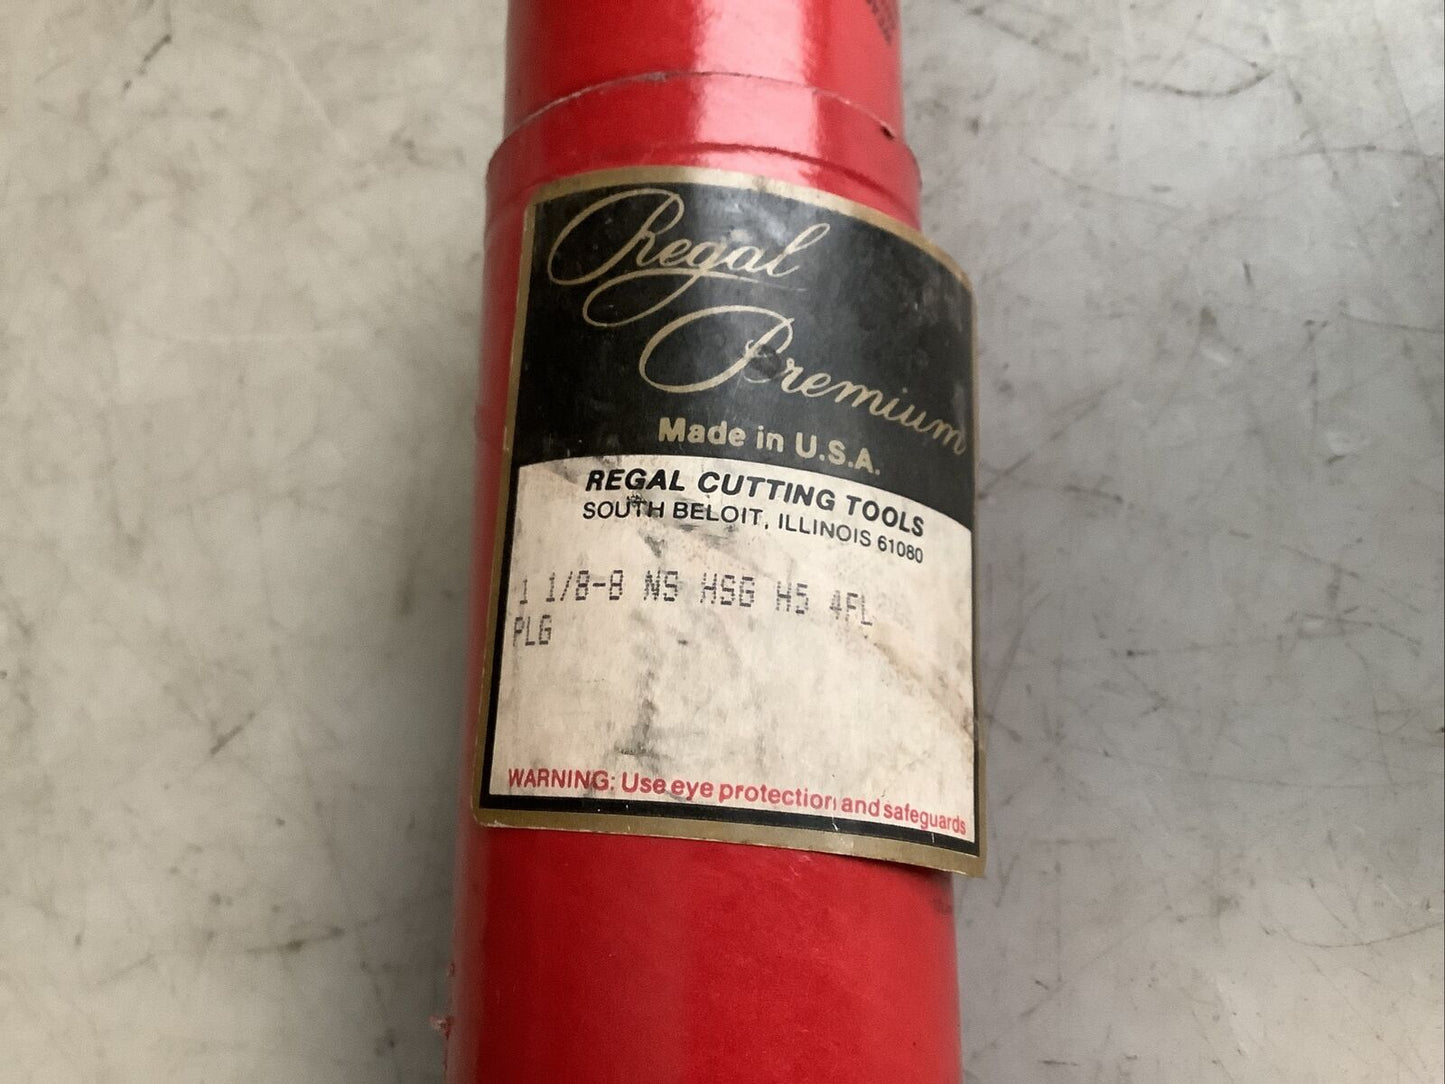 Regal
Premium
Made in U.S.A.
REGAL CUTTING TOOLS
SOUTH BELOIT, ILLINOIS 61080
1 1/8-8 NS HSG H5 4FL
PLG
WARNING: Use eye protection and safeguards